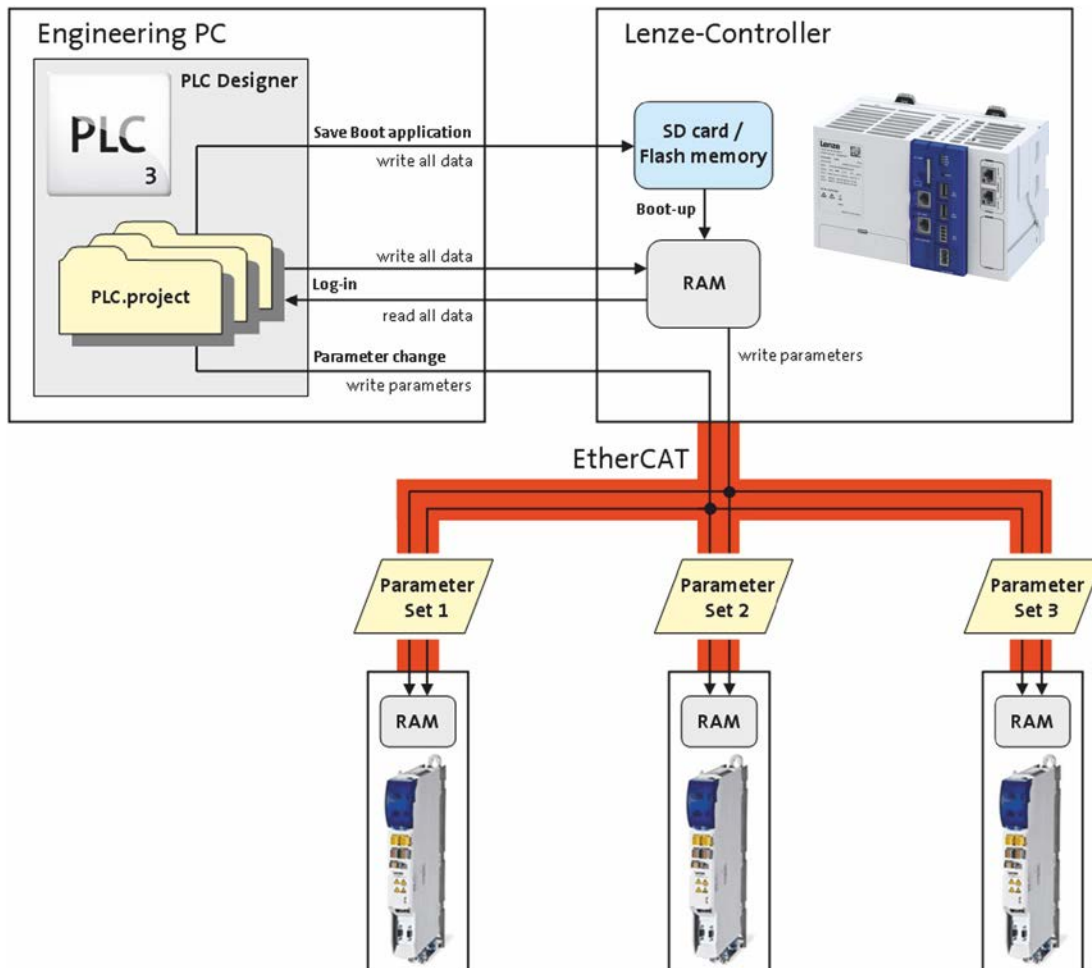 Engineering PC
PLC Designer
PLC
3
PLC.project
Save Boot application
write all data
write all data
Log-in
read all data
Parameter change
write parameters
Lenze-Controller
SD card /
Flash memory
Boot-up
RAM
write parameters
Lenze
EtherCAT
Parameter
Set 1
Parameter
Set 2
Parameter
Set 3
RAM
RAM
RAM